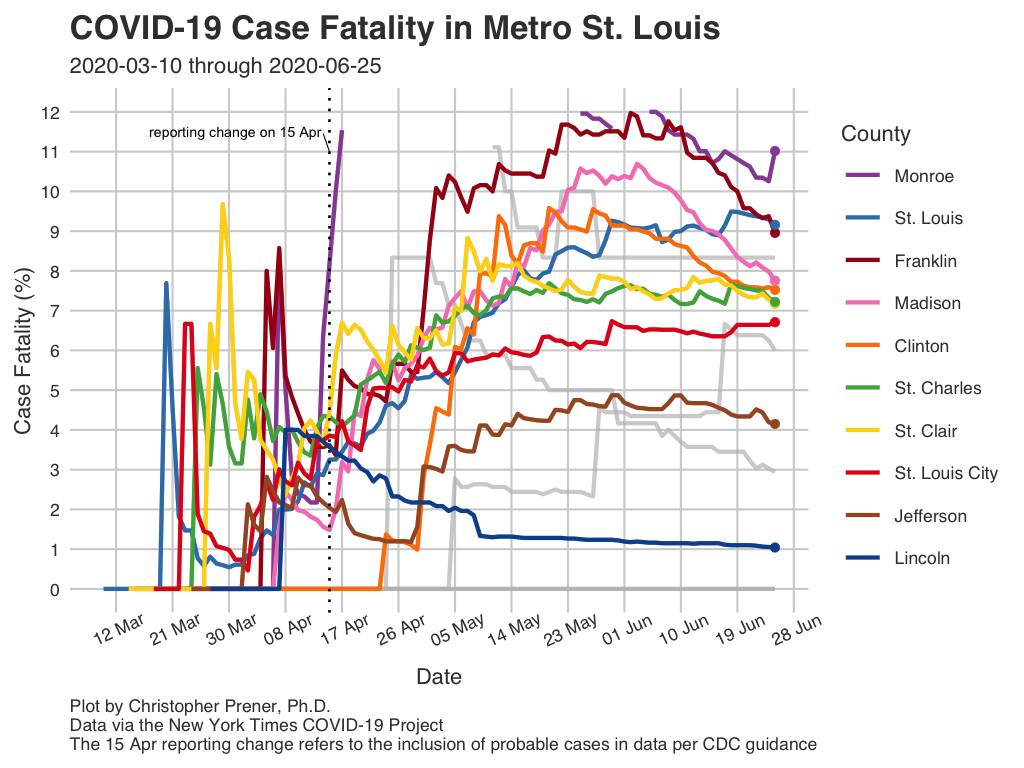 COVID-19 Case Fatality in Metro St. Louis
2020-03-10 through 2020-06-25
reporting change on 15 Apr
Case Fatality (%)
12
11
10
9
8
7
6
5
4
3
2
1
0
12 Mar
21 Mar
30 Mar
08 Apr
17 Apr
26 Apr
05 May
14 May
23 May
01 Jun
10 Jun
19 Jun
28 Jun
Date
County
Monroe
St. Louis
Franklin
Madison
Clinton
St. Charles
St. Clair
St. Louis City
Jefferson
Lincoln
Plot by Christopher Prener, Ph.D.
Data via the New York Times COVID-19 Project
The 15 Apr reporting change refers to the inclusion of probable cases in data per CDC guidance